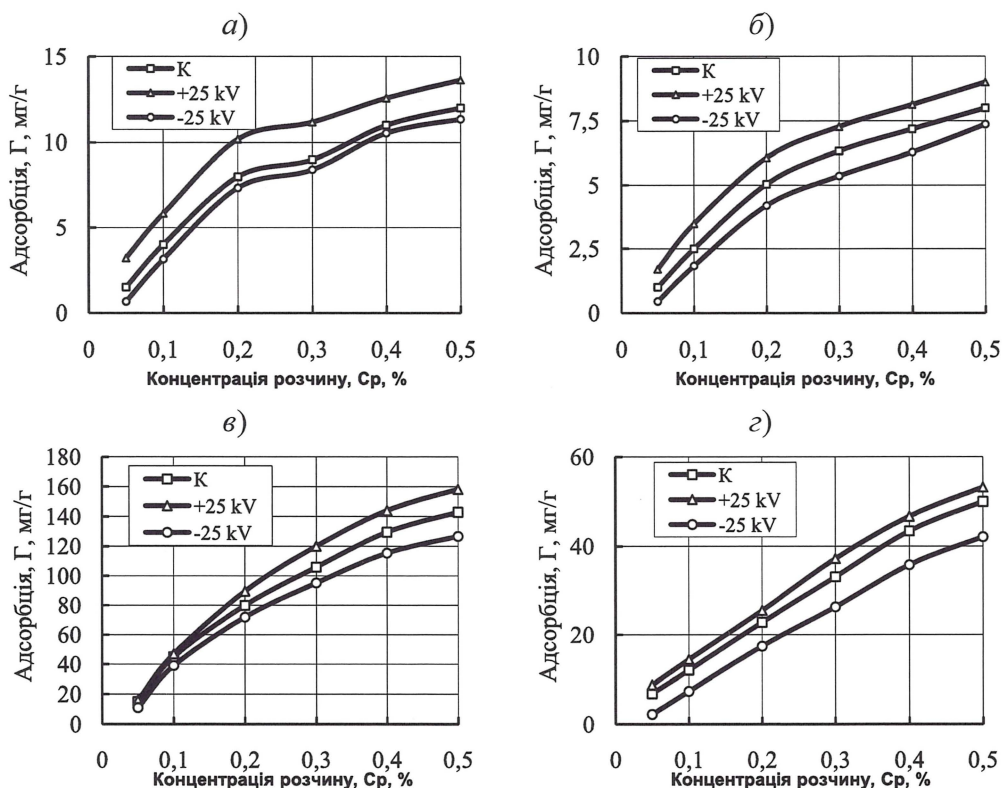 а)
Адсорбція, Г, мг/г
15
10
5
0
К
+25 kV
-25 kV
0 0,1 0,2 0,3 0,4 0,5
Концентрація розчину, Ср, %
б)
Адсорбція, Г, мг/г
10
7,5
5
2,5
0
К
+25 kV
-25 kV
0 0,1 0,2 0,3 0,4 0,5
Концентрація розчину, Ср, %
в)
Адсорбція, Г, мг/г
180
160
140
120
100
80
60
40
20
0
К
+25 kV
-25 kV
0 0,1 0,2 0,3 0,4 0,5
Концентрація розчину, Ср, %
г)
Адсорбція, Г, мг/г
60
40
20
0
К
+25 kV
-25 kV
0 0,1 0,2 0,3 0,4 0,5
Концентрація розчину, Ср, %